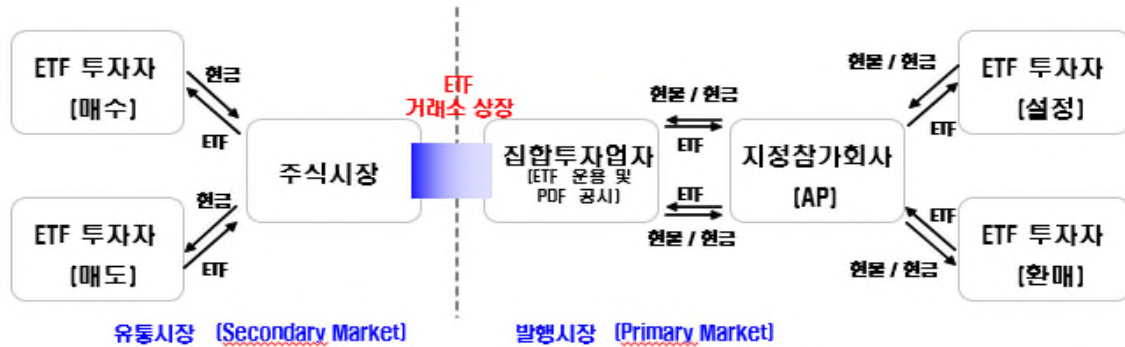 ETF 투자자
(매수)
현금
ETF
ETF 투자자
(매도)
현금
ETF
주식시장
ETF
거래소 상장
집합투자업자
(ETF 운용 및
PDF 공시)
현물 / 현금
ETF
ETF
현물 / 현금
지정참가회사
(AP)
현물 / 현금
ETF
ETF 투자자
(설정)
ETF
현물 / 현금
ETF 투자자
(환매)
유통시장 (Secondary Market)
발행시장 (Primary Market)